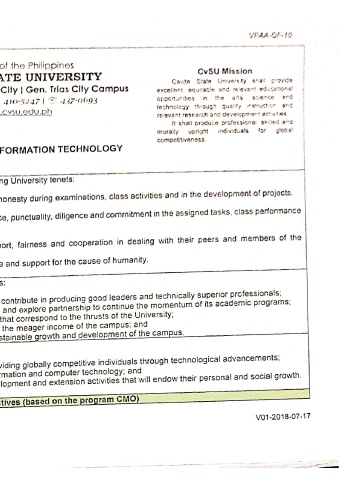 VPAA-QF-10
of the Philippines
ATE UNIVERSITY
City | Gen. Trias City Campus
410-5247 | 437-0693
.cvsu.edu.ph
CvSU Mission
Cavite State University shall provide
excellent, equitable and relevant educational
opportunities in the arts science and
technology through quality instruction and
relevant research and development activities.
It shall produce professional, skilled and
morally upright individuals for global
competitiveness.
FORMATION TECHNOLOGY
ng University tenets:
honesty during examinations, class activities and in the development of projects.
ce, punctuality, diligence and commitment in the assigned tasks, class performance
ort, fairness and cooperation in dealing with their peers and members of the
e and support for the cause of humanity.
s:
contribute in producing good leaders and technically superior professionals;
and explore partnership to continue the momentum of its academic programs;
that correspond to the thrusts of the University;
the meager income of the campus; and
stainable growth and development of the campus.
viding globally competitive individuals through technological advancements;
rmation and computer technology; and
lopment and extension activities that will endow their personal and social growth.
tives (based on the program CMO)
V01-2018-07-17